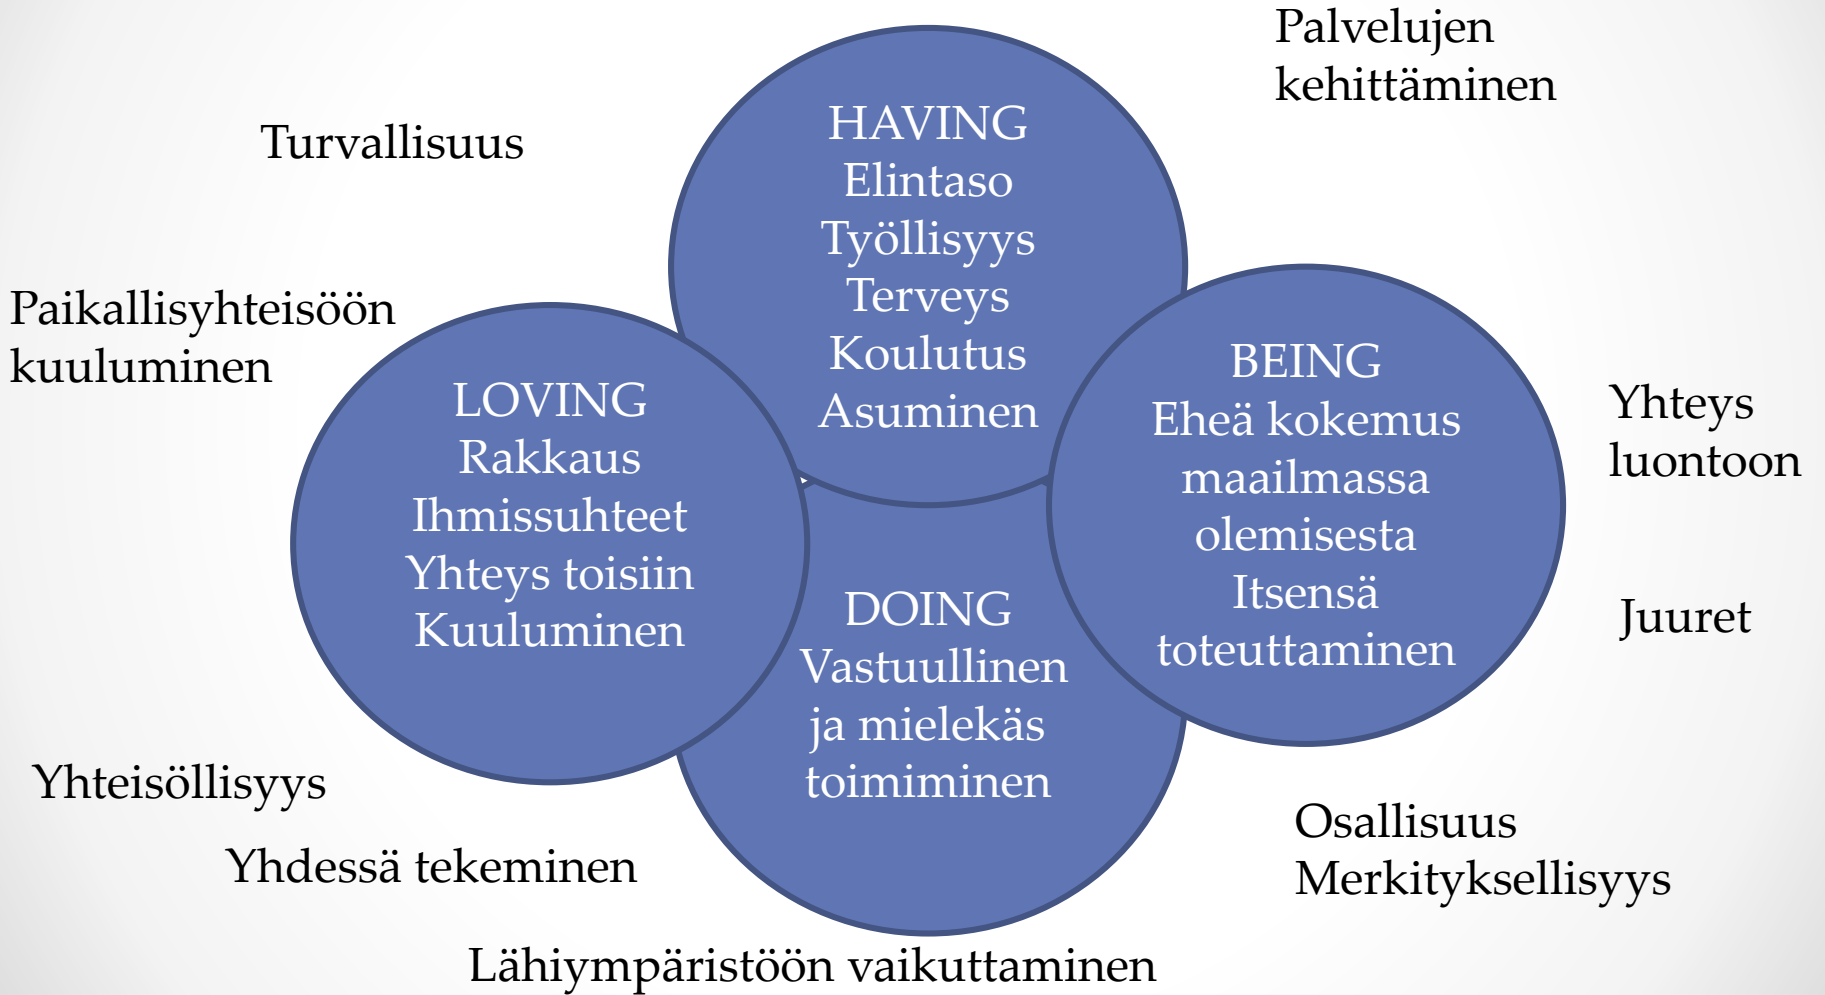 Palvelujen
kehittäminen
Turvallisuus
HAVING
Elintaso
Työllisyys
Terveys
Koulutus
Asuminen
Paikallisyhteisöön
kuuluminen
LOVING
Rakkaus
Ihmissuhteet
Yhteys toisiin
Kuuluminen
BEING
Eheä kokemus
maailmassa
olemisesta
Itsensä
toteuttaminen
Yhteys
luontoon
Juuret
DOING
Vastuullinen
ja mielekäs
toimiminen
Yhteisöllisyys
Yhdessä tekeminen
Osallisuus
Merkityksellisyys
Lähiympäristöön vaikuttaminen